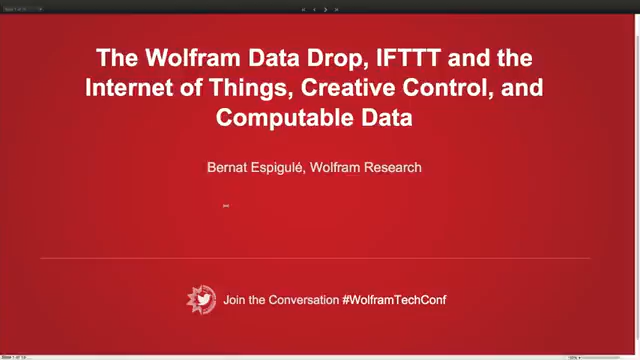 The Wolfram Data Drop, IFTTT and the
Internet of Things, Creative Control, and
Computable Data
Bernat Espigulé, Wolfram Research
Join the Conversation #WolframTechConf